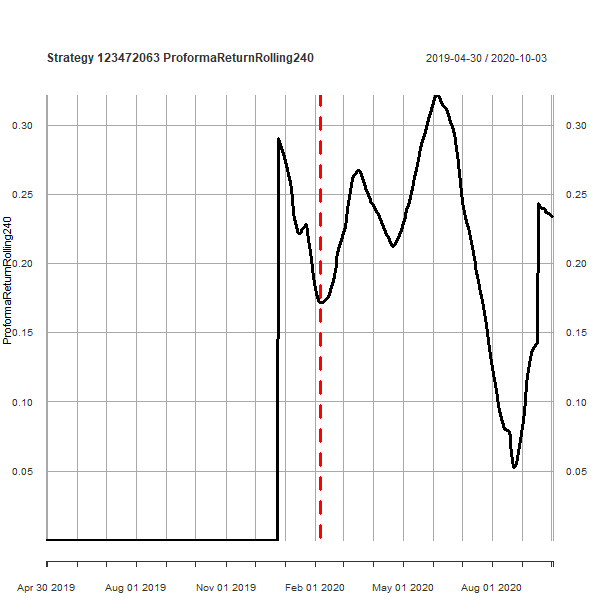 Strategy 123472063 ProformaReturnRolling240
2019-04-30 / 2020-10-03
0.30 0.30
0.25 0.25
0.20 0.20
0.15 0.15
0.10 0.10
0.05 0.05
ProformaReturnRolling240
Apr 30 2019 Aug 01 2019 Nov 01 2019 Feb 01 2020 May 01 2020 Aug 01 2020